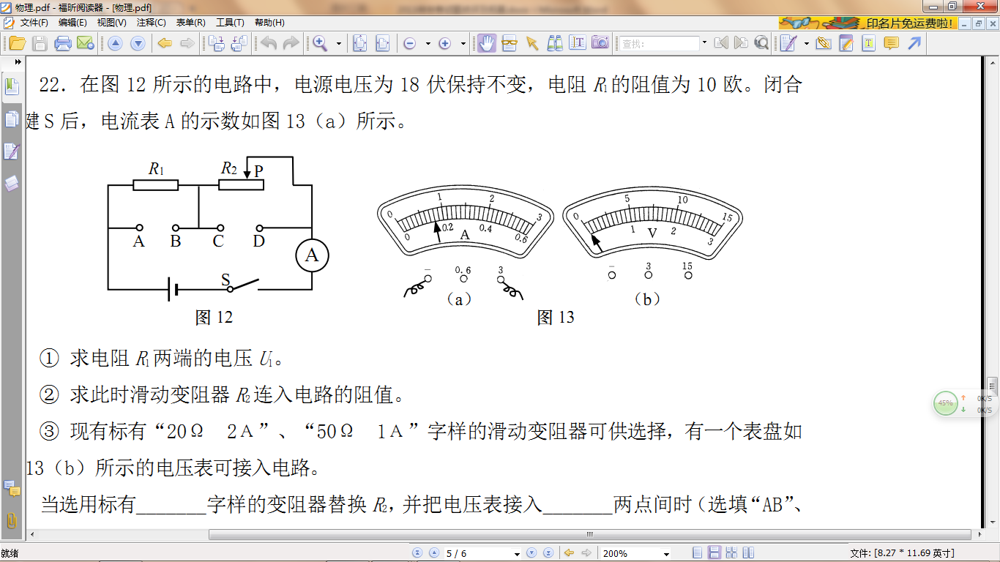 物理.pdf - 福昕阅读器 - [物理.pdf]
文件(F) 编辑(E) 视图(V) 注释(C) 表单(R) 工具(T) 帮助(H)
印名片免运费啦!
查找:
22. 在图 12 所示的电路中，电源电压为 18 伏保持不变，电阻 R1的阻值为 10 欧。闭合
建 S 后，电流表 A 的示数如图 13（a）所示。
R1 R2 P
A B C D
A
S
图 12
0 1 2 3
0 0.2 0.4 0.6
A
- 0.6 3
(a)
0 5 10 15
1 2 3
V
- 3 15
(b)
图 13
① 求电阻 R1两端的电压 U1。
② 求此时滑动变阻器 R2连入电路的阻值。
③ 现有标有“20Ω 2A”、“50Ω 1A”字样的滑动变阻器可供选择，有一个表盘如
13（b）所示的电压表可接入电路。
当选用标有_______字样的变阻器替换 R2，并把电压表接入_______两点间时（选填“AB”、
45%
0K/S
0K/S
就绪
5 / 6
200%
文件: [8.27 * 11.69 英寸]